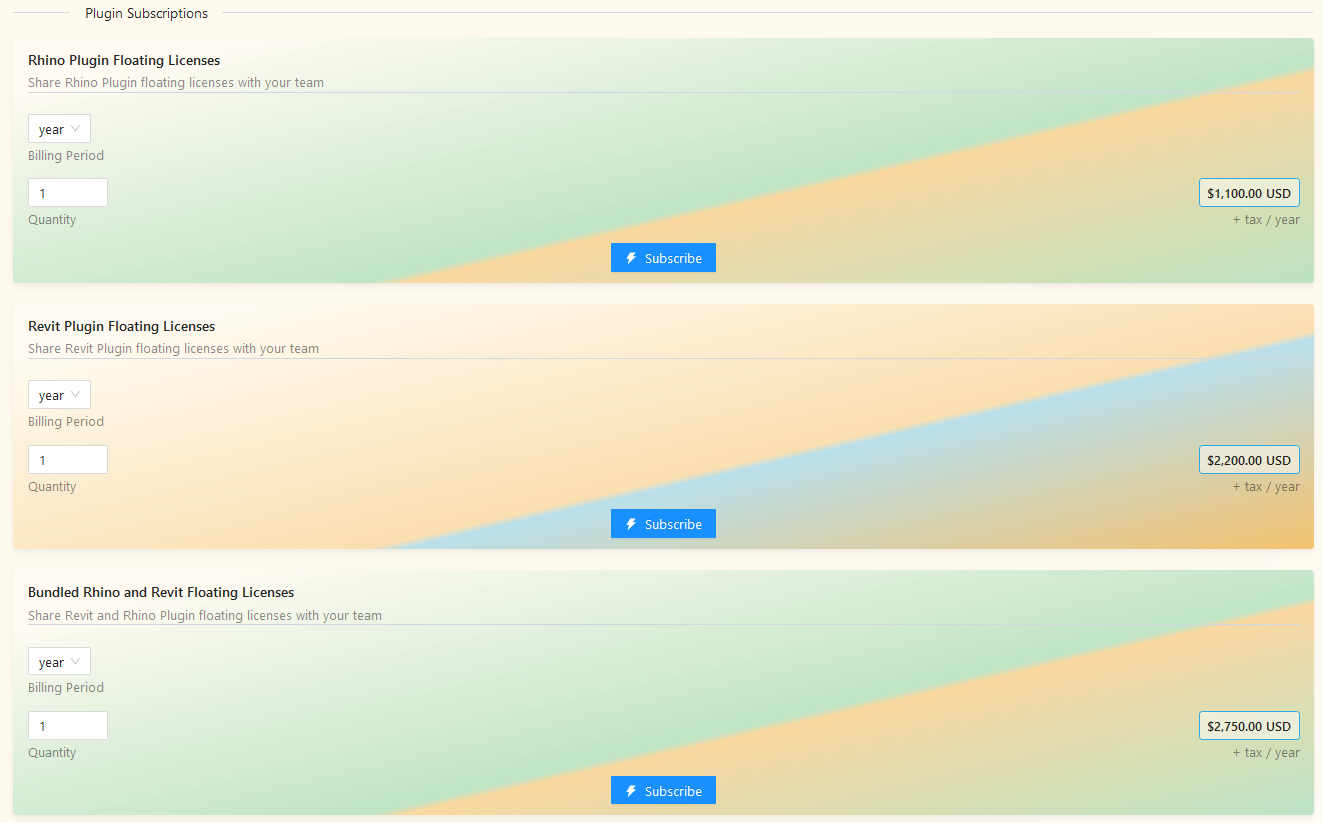 Plugin Subscriptions
Rhino Plugin Floating Licenses
Share Rhino Plugin floating licenses with your team
year
Billing Period
1
Quantity
$1,100.00 USD
+ tax / year
Subscribe
Revit Plugin Floating Licenses
Share Revit Plugin floating licenses with your team
year
Billing Period
1
Quantity
$2,200.00 USD
+ tax / year
Subscribe
Bundled Rhino and Revit Floating Licenses
Share Revit and Rhino Plugin floating licenses with your team
year
Billing Period
1
Quantity
$2,750.00 USD
+ tax / year
Subscribe